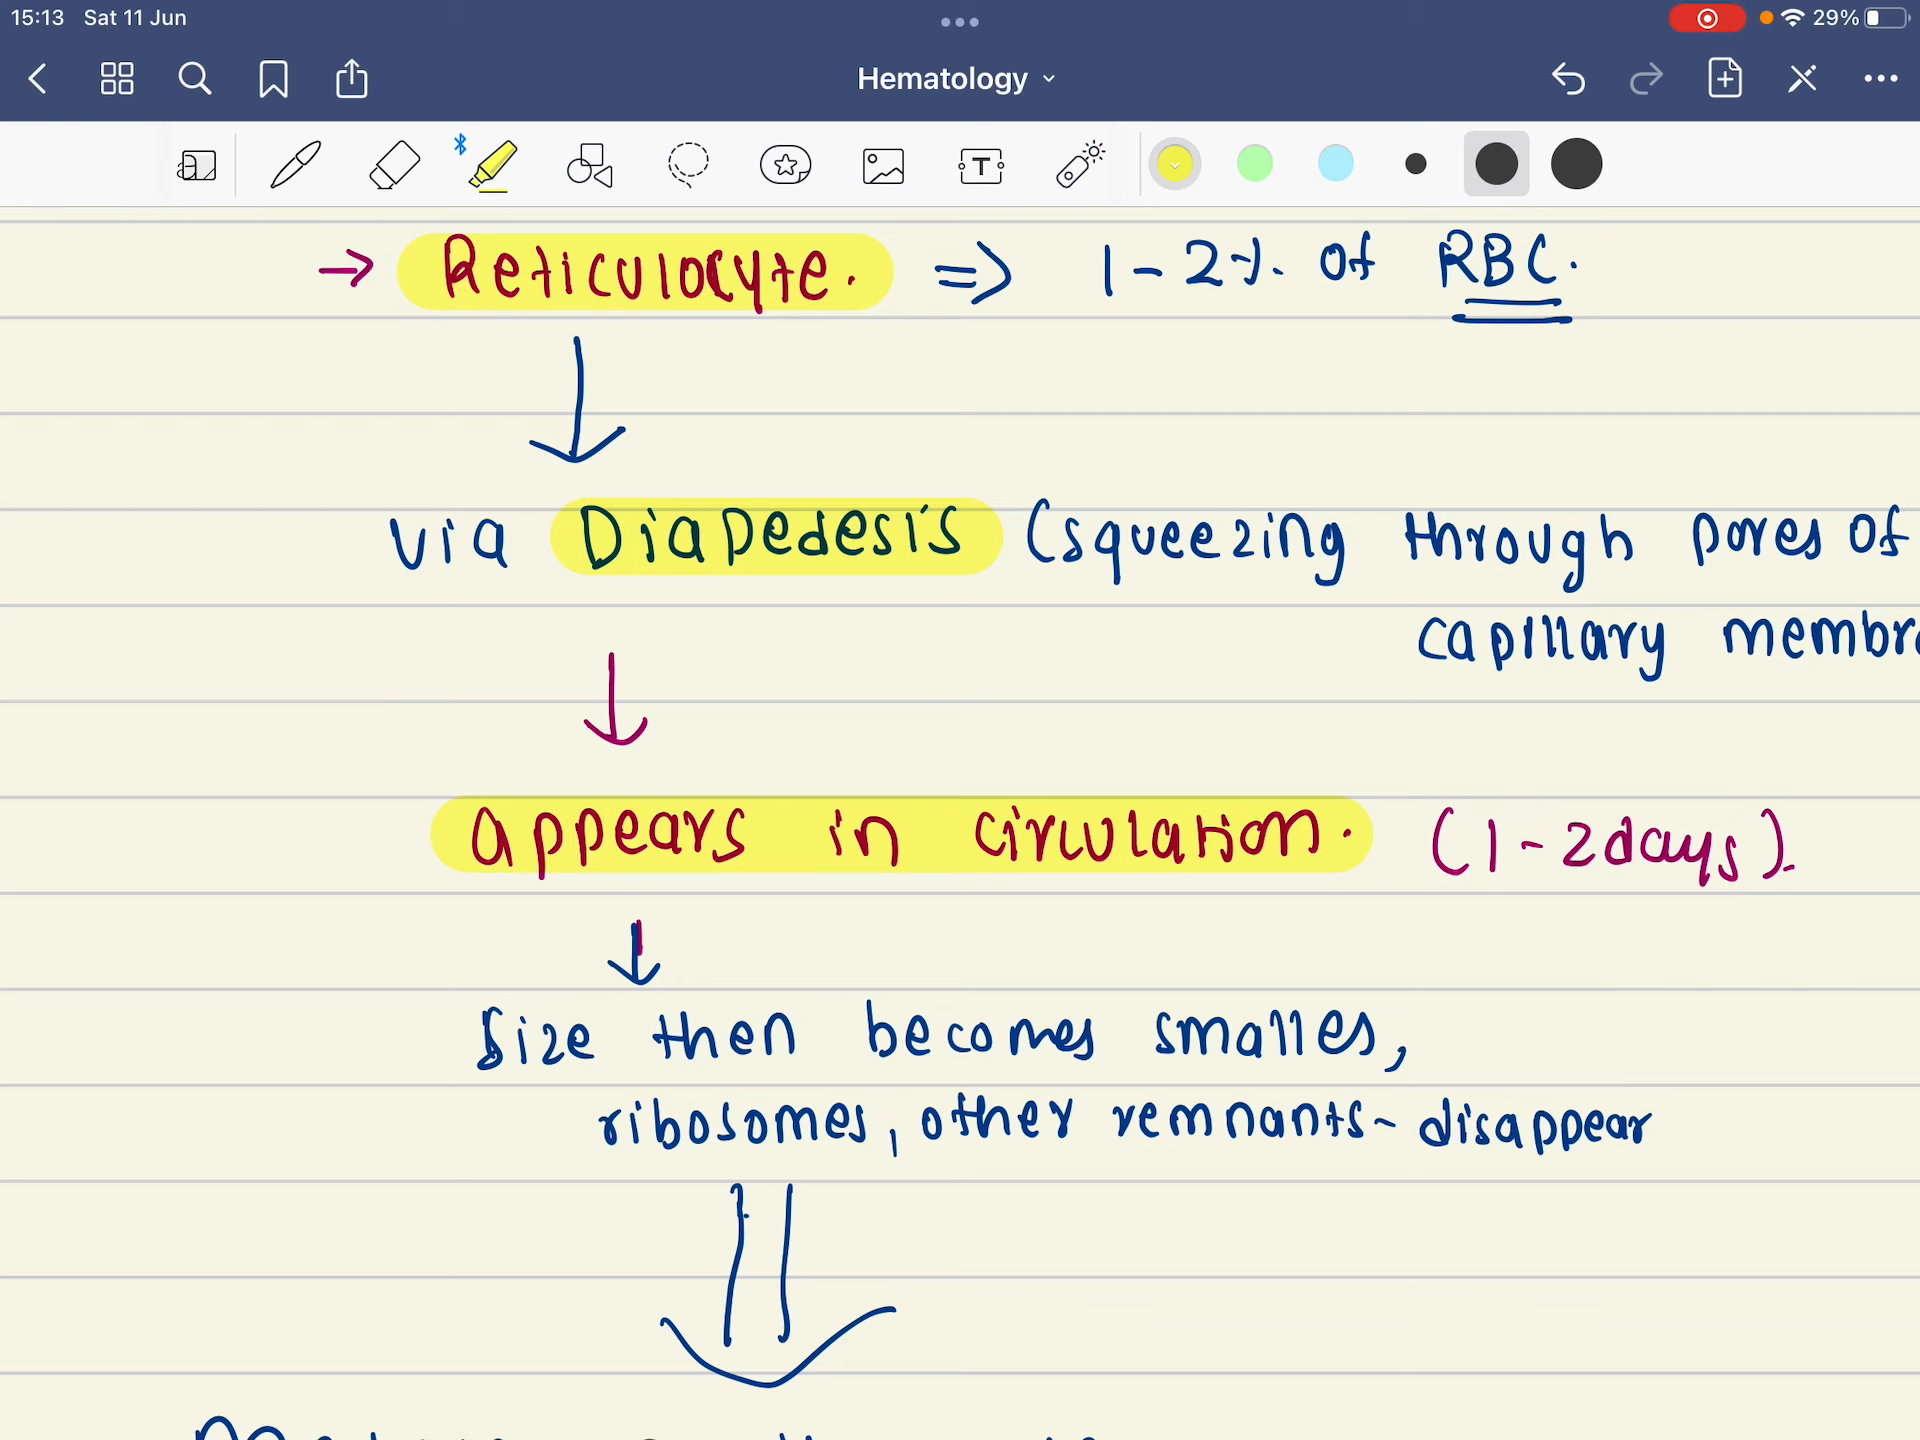 15:13 Sat 11 Jun
29%
Hematology
→ Reticulocyte. => 1-2% of RBC.
via Diapedesis (squeezing through pores of
capillary membr
appears in circulation. (1-2days).
Size then becomes smalles,
ribosomes, other remnants- disappear